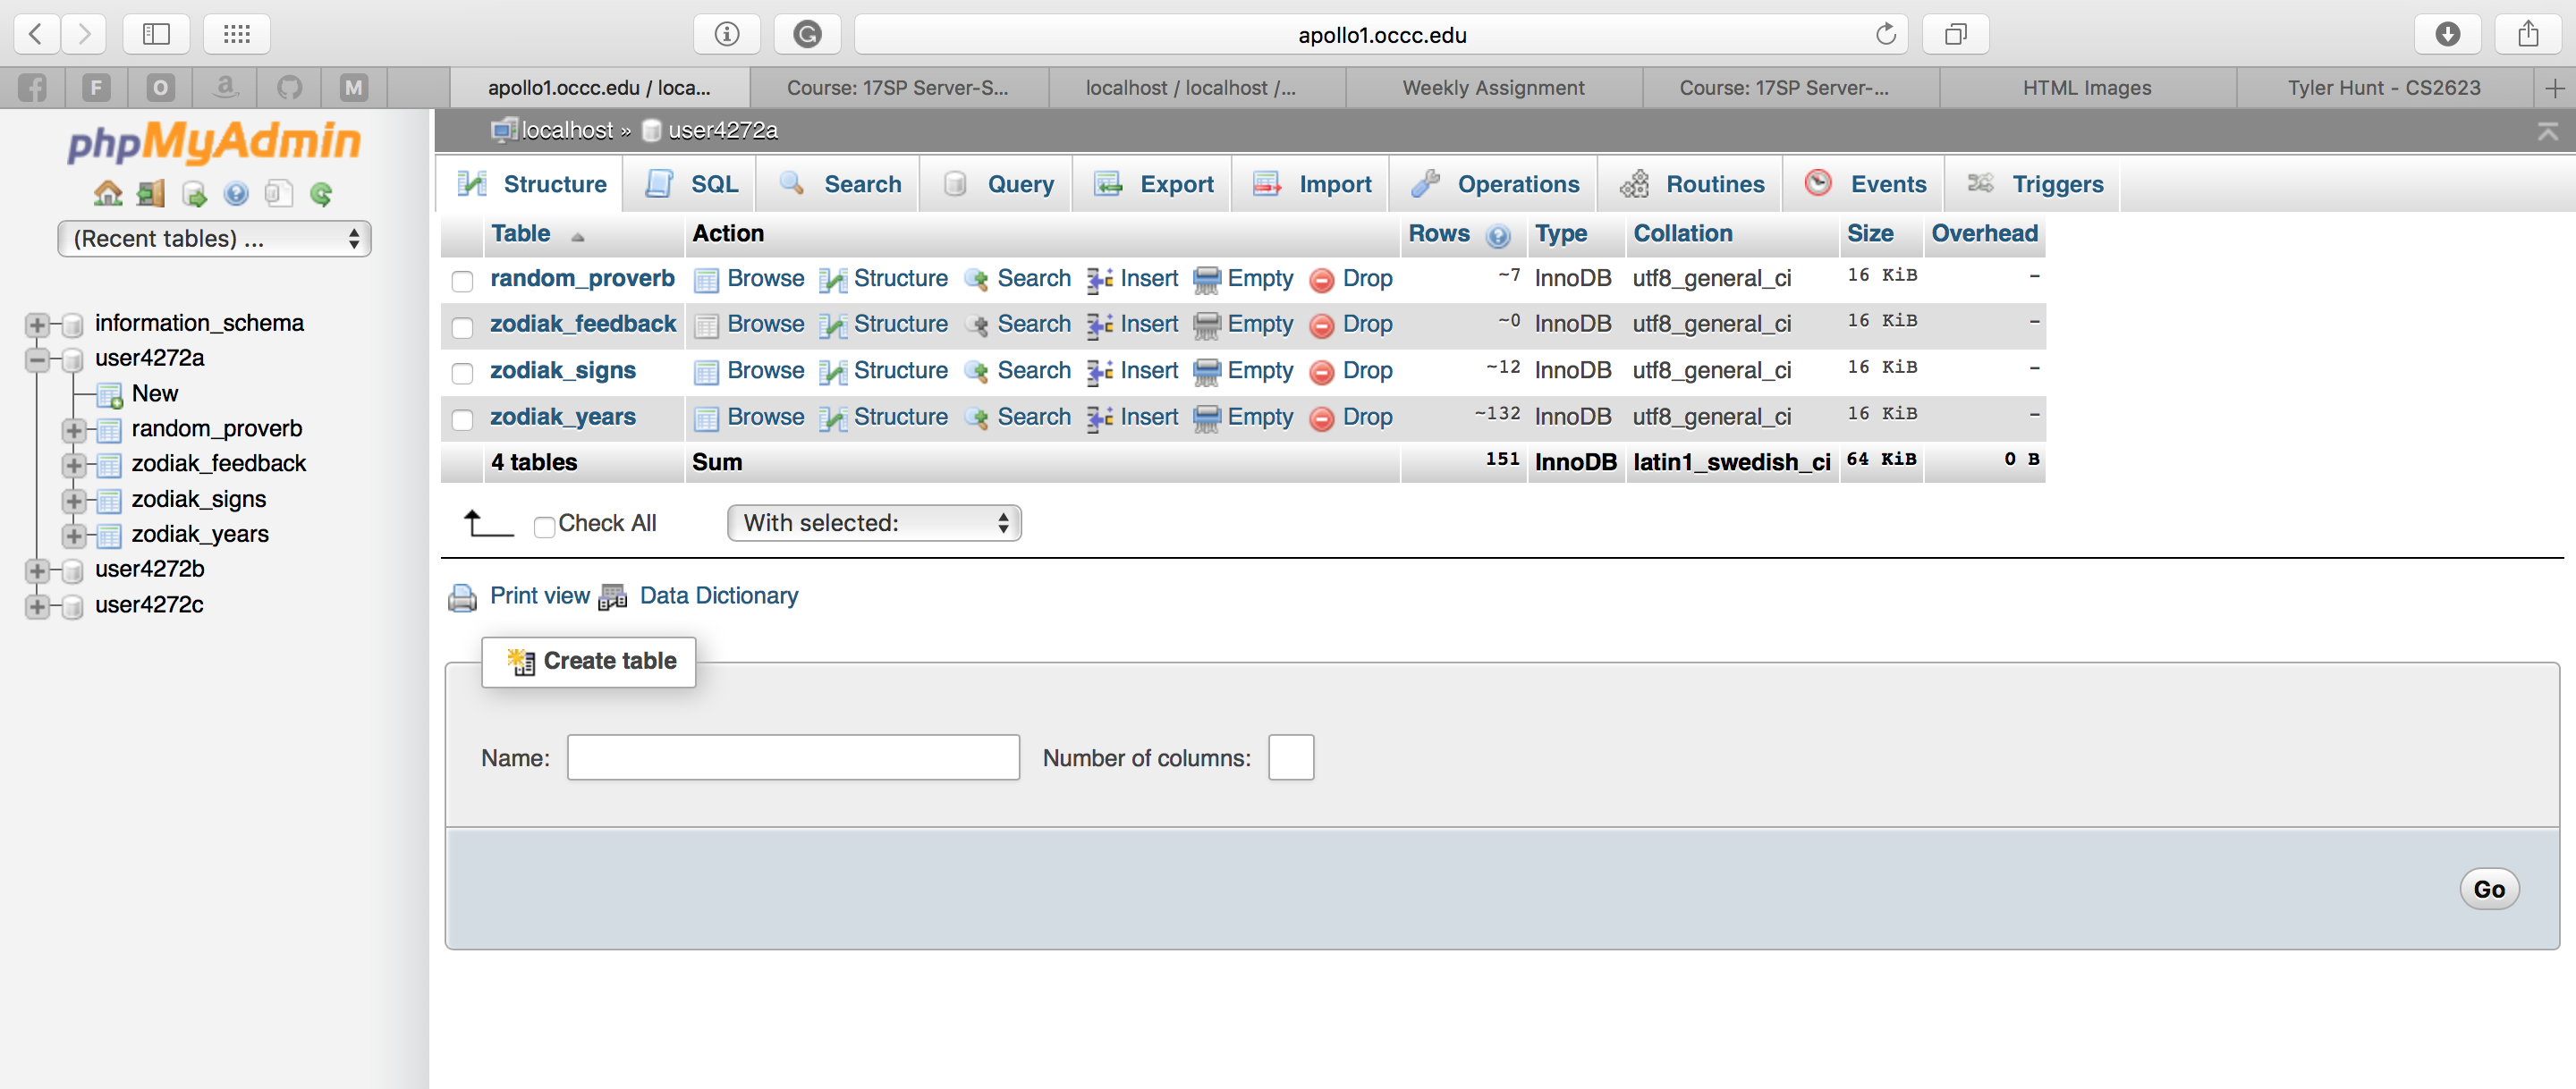 apollo1.occc.edu
F O a M apollo1.occc.edu / loca... Course: 17SP Server-S... localhost / localhost /... Weekly Assignment Course: 17SP Server-... HTML Images Tyler Hunt - CS2623
phpMyAdmin
(Recent tables) ...
information_schema
user4272a
New
random_proverb
zodiak_feedback
zodiak_signs
zodiak_years
user4272b
user4272c
localhost » user4272a
Structure SQL Search Query Export Import Operations Routines Events Triggers
Table Action Rows Type Collation Size Overhead
random_proverb Browse Structure Search Insert Empty Drop ~7 InnoDB utf8_general_ci 16 KiB -
zodiak_feedback Browse Structure Search Insert Empty Drop ~0 InnoDB utf8_general_ci 16 KiB -
zodiak_signs Browse Structure Search Insert Empty Drop ~12 InnoDB utf8_general_ci 16 KiB -
zodiak_years Browse Structure Search Insert Empty Drop ~132 InnoDB utf8_general_ci 16 KiB -
4 tables Sum 151 InnoDB latin1_swedish_ci 64 KiB 0 B
Check All With selected:
Print view Data Dictionary
Create table
Name: Number of columns:
Go